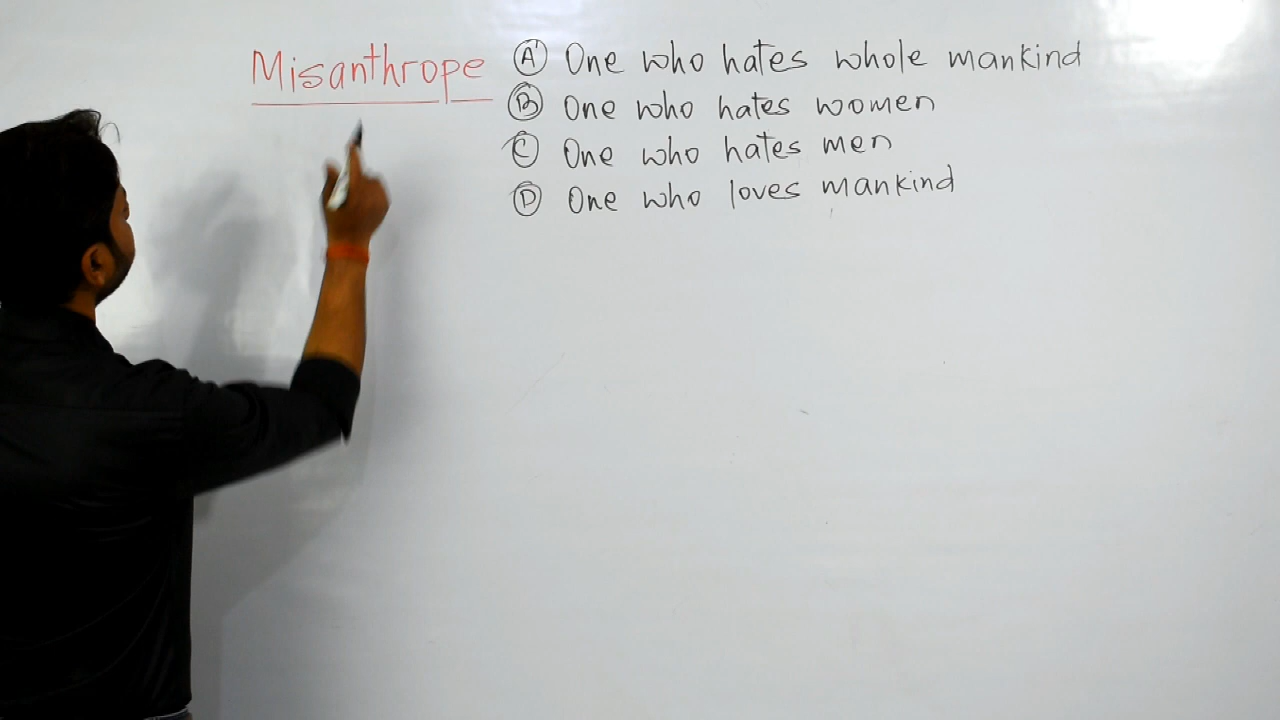 Misanthrope (A) One who hates whole mankind
(B) One who hates women
(C) One who hates men
(D) One who loves mankind